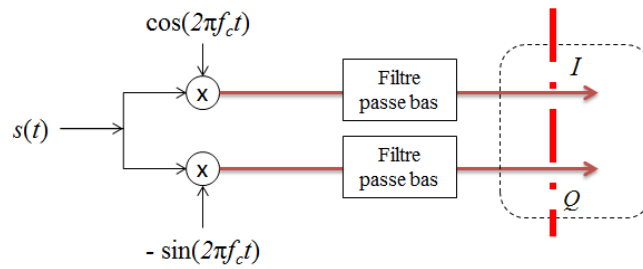 cos(2πf_ct)
x
Filtre
passe bas
I
s(t)
x
Filtre
passe bas
Q
- sin(2πf_ct)